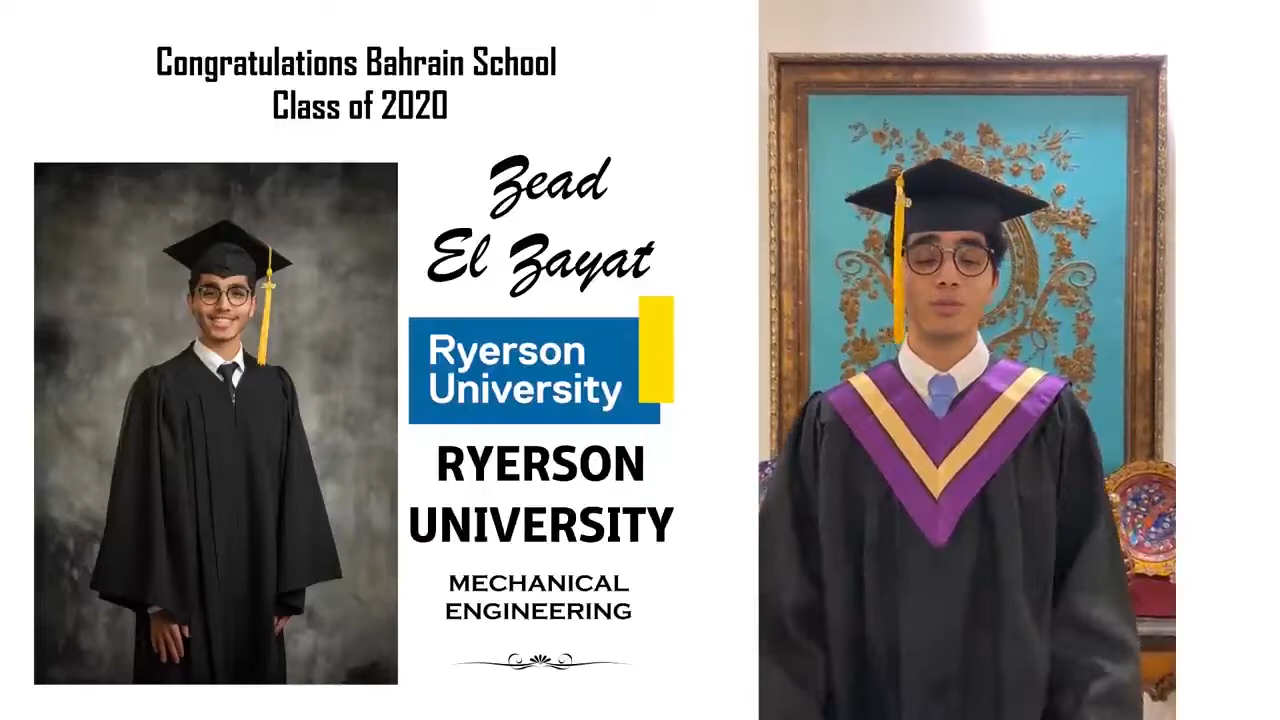 Congratulations Bahrain School
Class of 2020
Zead
El Zayat
Ryerson
University
RYERSON
UNIVERSITY
MECHANICAL
ENGINEERING